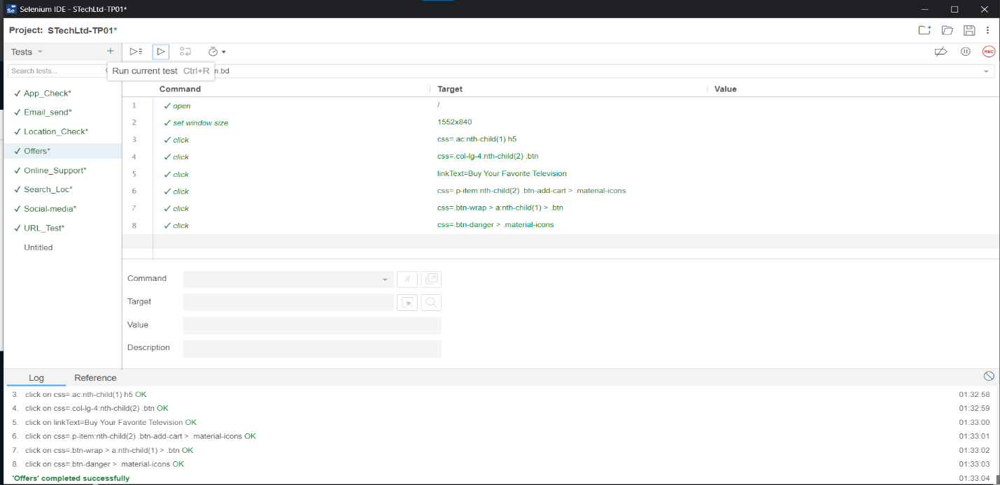 Selenium IDE - STechLtd-TP01*
Project: STechLtd-TP01*
Tests
Search tests...
Run current test Ctrl+R
m.bd
REC
Command Target Value
App_Check*
Email_send*
Location_Check*
Offers*
Online_Support*
Search_Loc*
Social-media*
URL_Test*
Untitled
1 open /
2 set window size 1552x840
3 click css=.ac:nth-child(1) h5
4 click css=.col-lg-4:nth-child(2) .btn
5 click linkText=Buy Your Favorite Television
6 click css=.p-item:nth-child(2) .btn-add-cart > .material-icons
7 click css=.btn-wrap > a:nth-child(1) > .btn
8 click css=.btn-danger > .material-icons
Command //
Target
Value
Description
Log Reference
3. click on css=.ac:nth-child(1) h5 OK 01:32:58
4. click on css=.col-lg-4:nth-child(2) .btn OK 01:32:59
5. click on linkText=Buy Your Favorite Television OK 01:33:00
6. click on css=.p-item:nth-child(2) .btn-add-cart > .material-icons OK 01:33:01
7. click on css=.btn-wrap > a:nth-child(1) > .btn OK 01:33:02
8. click on css=.btn-danger > .material-icons OK 01:33:03
'Offers' completed successfully 01:33:04